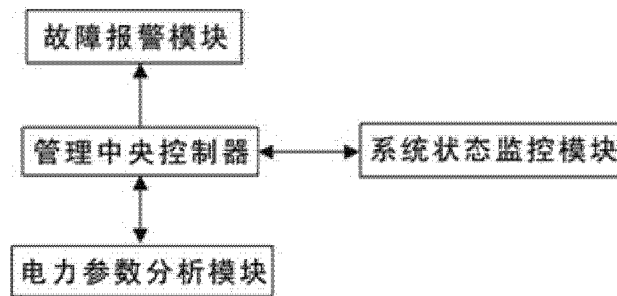 故障报警模块
管理中央控制器
系统状态监控模块
电力参数分析模块